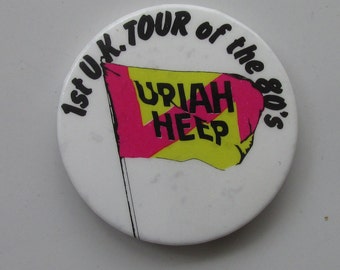 1st U.K. TOUR of the 80's
URIAH
HEEP